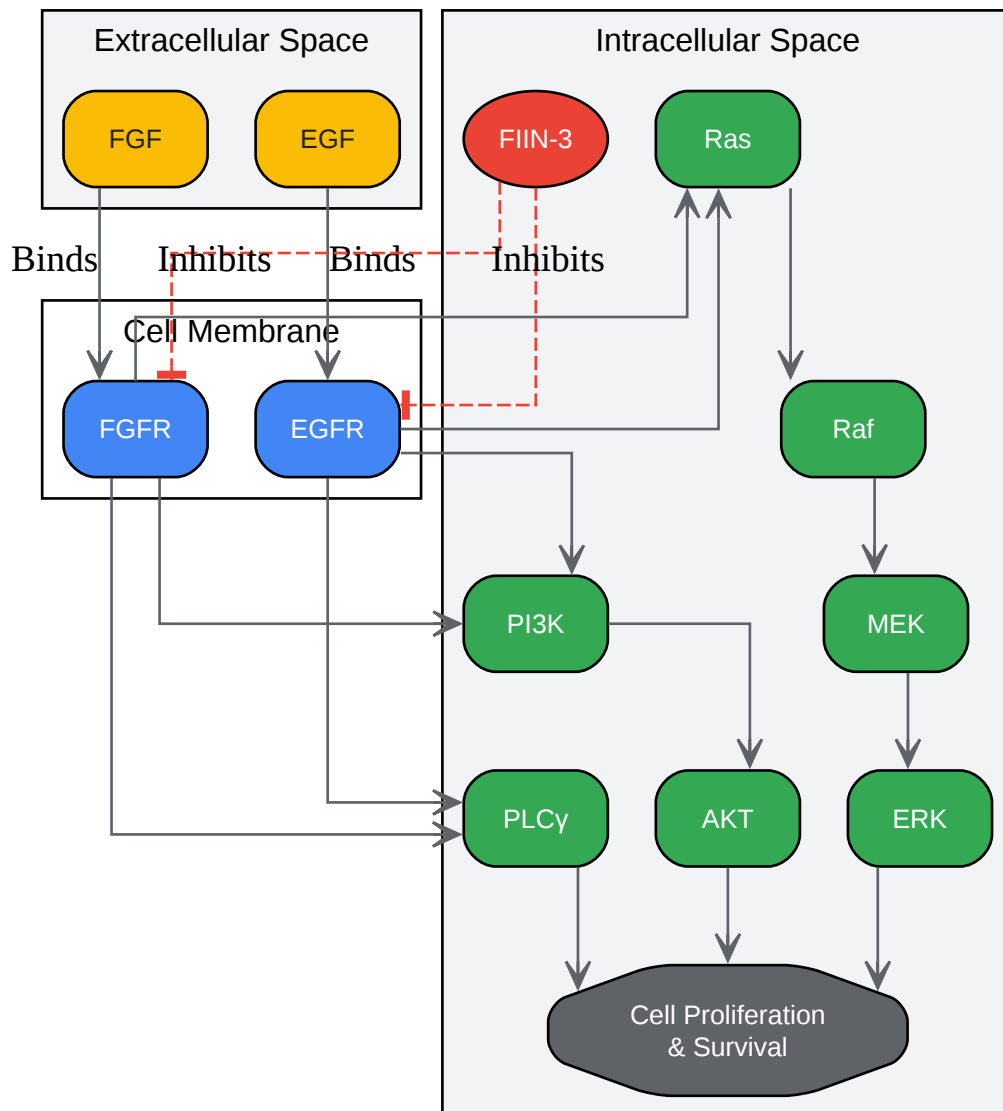 Extracellular Space
Intracellular Space
FGF
EGF
FIIN-3
Ras
Binds
Inhibits
Binds
Inhibits
Cell Membrane
FGFR
EGFR
Raf
PI3K
MEK
PLCγ
AKT
ERK
Cell Proliferation
& Survival